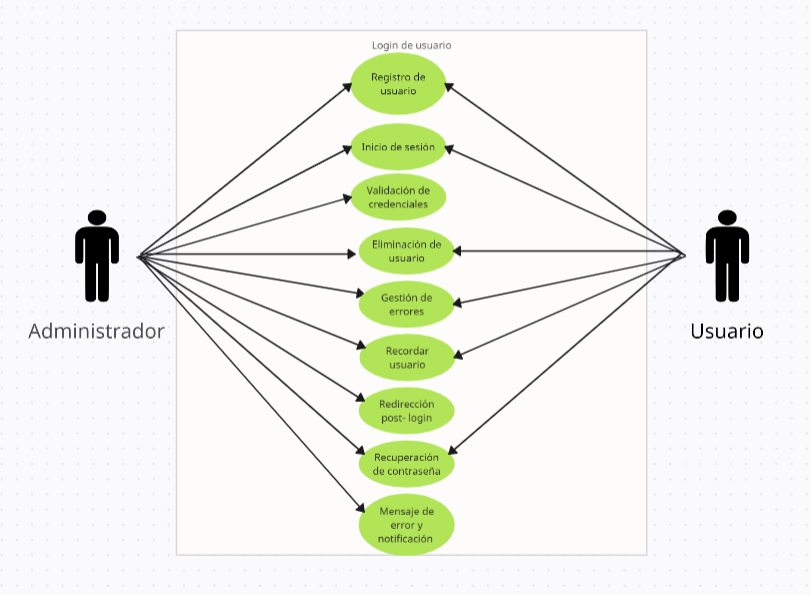 Login de usuario
Registro de
usuario
Inicio de sesión
Validación de
credenciales
Eliminación de
usuario
Gestión de
errores
Recordar
usuario
Redirección
post- login
Recuperación
de contraseña
Mensaje de
error y
notificación
Administrador
Usuario